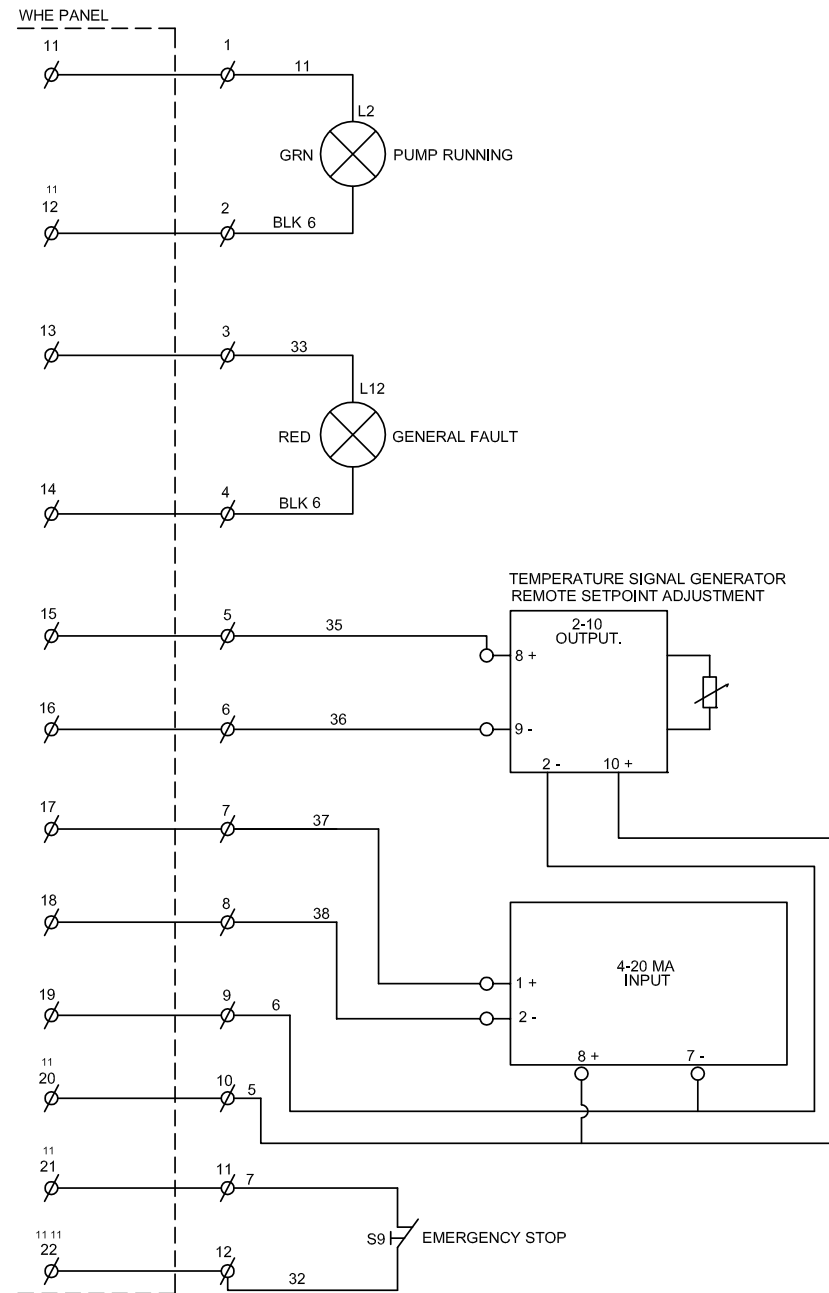 WHE PANEL
11 1 11
L2
GRN PUMP RUNNING
11
12 2 BLK 6
13 3 33
L12
RED GENERAL FAULT
14 4 BLK 6
TEMPERATURE SIGNAL GENERATOR
REMOTE SETPOINT ADJUSTMENT
15 5 35
2-10
OUTPUT.
8 +
16 6 36
9 -
2 - 10 +
17 7 37
18 8 38
4-20 MA
INPUT
1 +
2 -
19 9 6
8 + 7 -
11
20 10 5
11
21 11 7
S9 EMERGENCY STOP
11 11
22 12 32